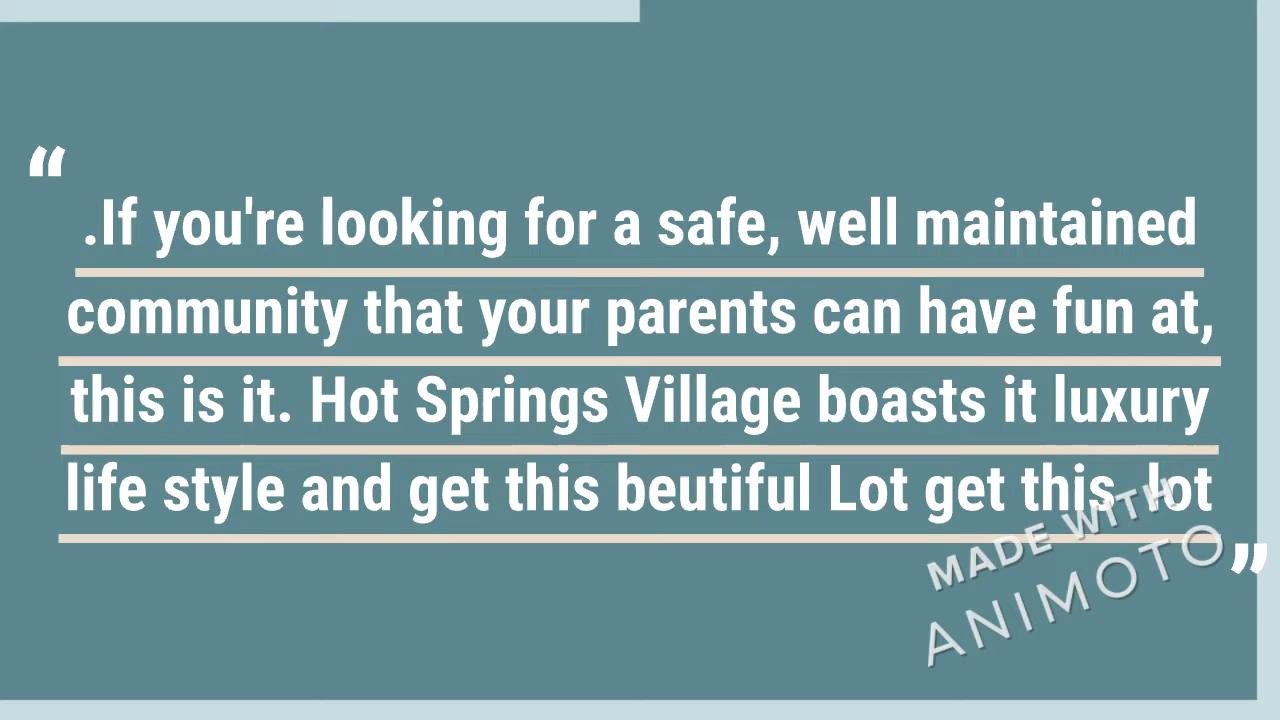 “
.If you're looking for a safe, well maintained
community that your parents can have fun at,
this is it. Hot Springs Village boasts it luxury
life style and get this beutiful Lot get this lot
”
MADE WITH
ANIMOTO